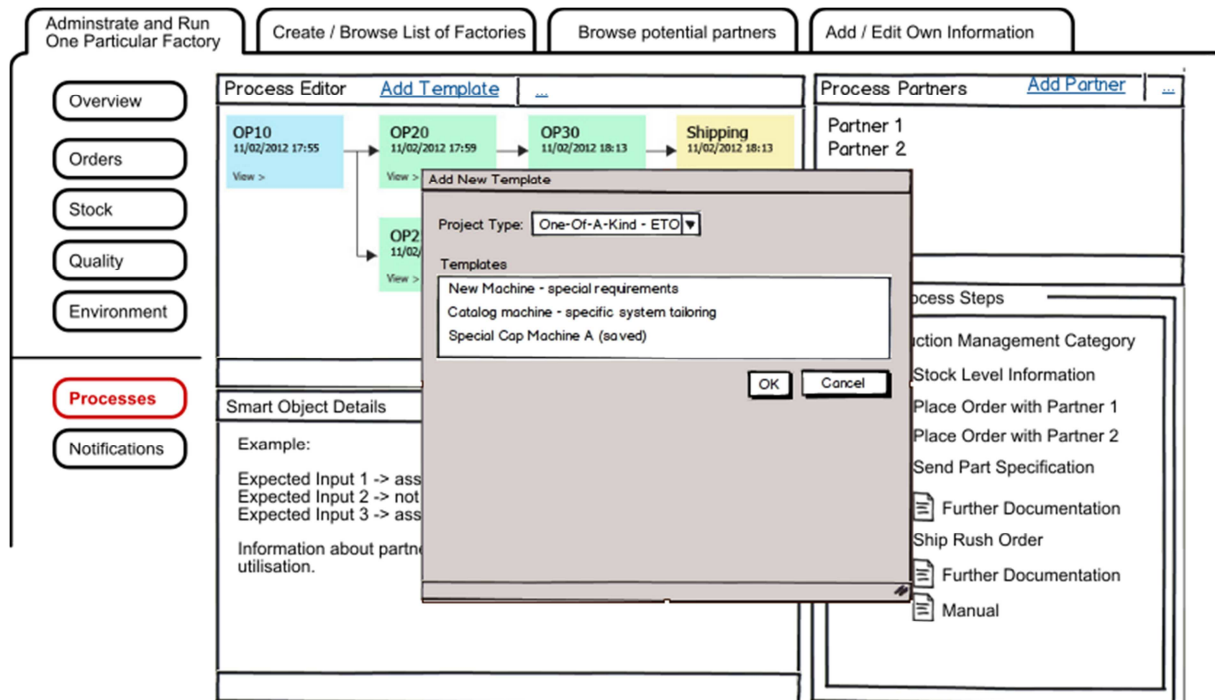 Adminstrate and Run
One Particular Factory
Create / Browse List of Factories
Browse potential partners
Add / Edit Own Information
Overview
Orders
Stock
Quality
Environment
Processes
Notifications
Process Editor Add Template ...
OP10
11/02/2012 17:55
View >
OP20
11/02/2012 17:59
View >
OP30
11/02/2012 18:13
Shipping
11/02/2012 18:13
OP2
11/02/
View >
Process Partners Add Partner ...
Partner 1
Partner 2
Add New Template
Project Type: One-Of-A-Kind - ETO
Templates
New Machine - special requirements
Catalog machine - specific system tailoring
Special Cap Machine A (saved)
OK Cancel
Smart Object Details
Example:
Expected Input 1 -> ass
Expected Input 2 -> not
Expected Input 3 -> ass
Information about partne
utilisation.
ocess Steps
ction Management Category
Stock Level Information
Place Order with Partner 1
Place Order with Partner 2
Send Part Specification
Further Documentation
Ship Rush Order
Further Documentation
Manual